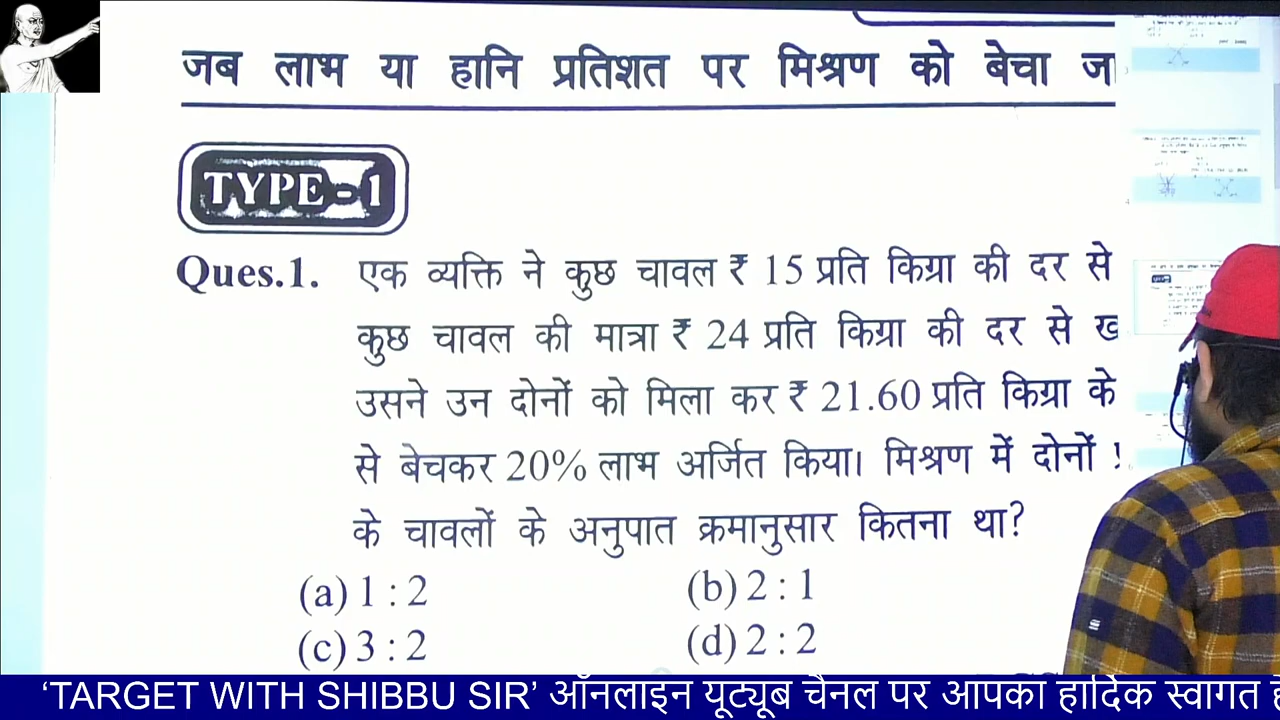 जब लाभ या हानि प्रतिशत पर मिश्रण को बेचा
TYPE - 1
Ques.1. एक व्यक्ति ने कुछ चावल ₹ 15 प्रति किग्रा की दर से
कुछ चावल की मात्रा ₹ 24 प्रति किग्रा की दर से
उसने उन दोनों को मिला कर ₹ 21.60 प्रति किग्रा के
से बेचकर 20% लाभ अर्जित किया। मिश्रण में दोनों
के चावलों के अनुपात क्रमानुसार कितना था?
(a) 1 : 2 (b) 2 : 1
(c) 3 : 2 (d) 2 : 2
‘TARGET WITH SHIBBU SIR’ ऑनलाइन यूट्यूब चैनल पर आपका हार्दिक स्वागत